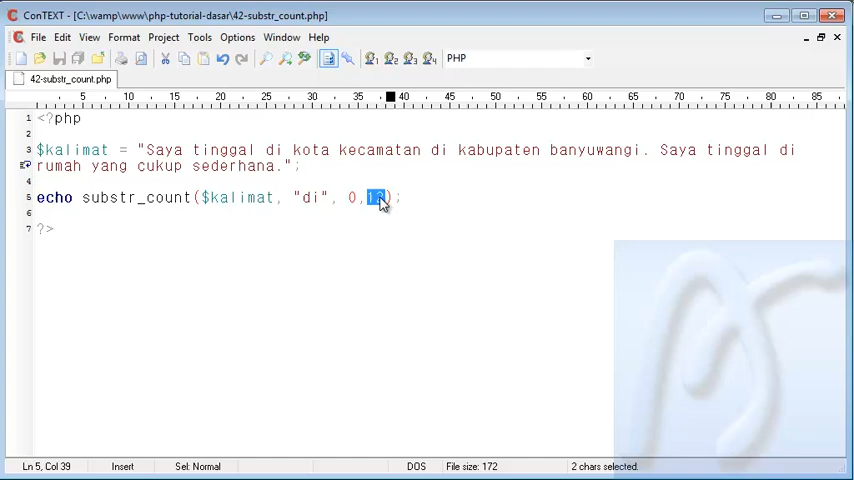 ConTEXT - [C:\wamp\www\php-tutorial-dasar\42-substr_count.php]
File Edit View Format Project Tools Options Window Help
1 2 3 4 PHP
42-substr_count.php
5 10 15 20 25 30 35 40 45 50 55 60 65 70 75 80 85
1 <?php
2
3 $kalimat = "Saya tinggal di kota kecamatan di kabupaten banyuwangi. Saya tinggal di
rumah yang cukup sederhana.";
5 echo substr_count($kalimat, "di", 0,);
6
7 ?>
Ln 5, Col 39 Insert Sel: Normal DOS File size: 172 2 chars selected.